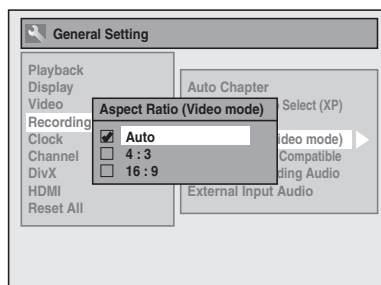 General Setting
Playback
Display
Video
Recording
Clock
Channel
DivX
HDMI
Reset All
Auto Chapter
Select (XP)
ideo mode)
Compatible
ding Audio
External Input Audio
Aspect Ratio (Video mode)
Auto
4 : 3
16 : 9